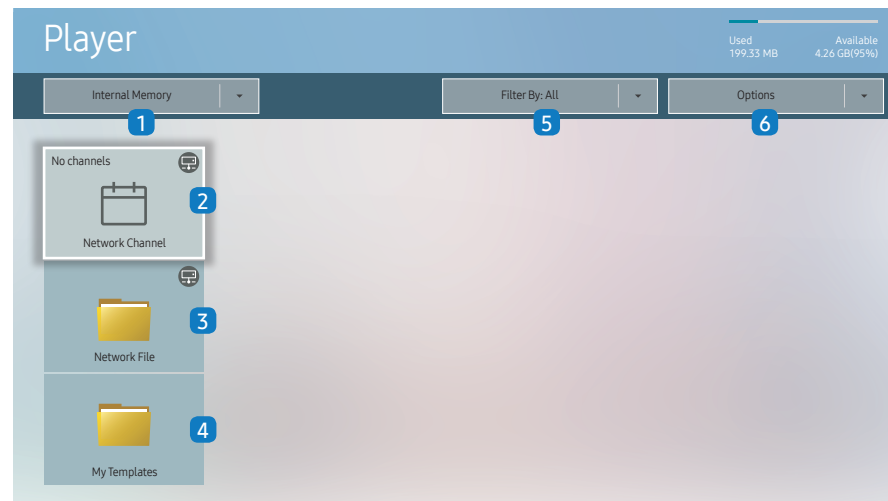 Player
Used Available
199.33 MB 4.26 GB(95%)
Internal Memory Filter By: All Options
1 5 6
No channels
2
Network Channel
3
Network File
4
My Templates